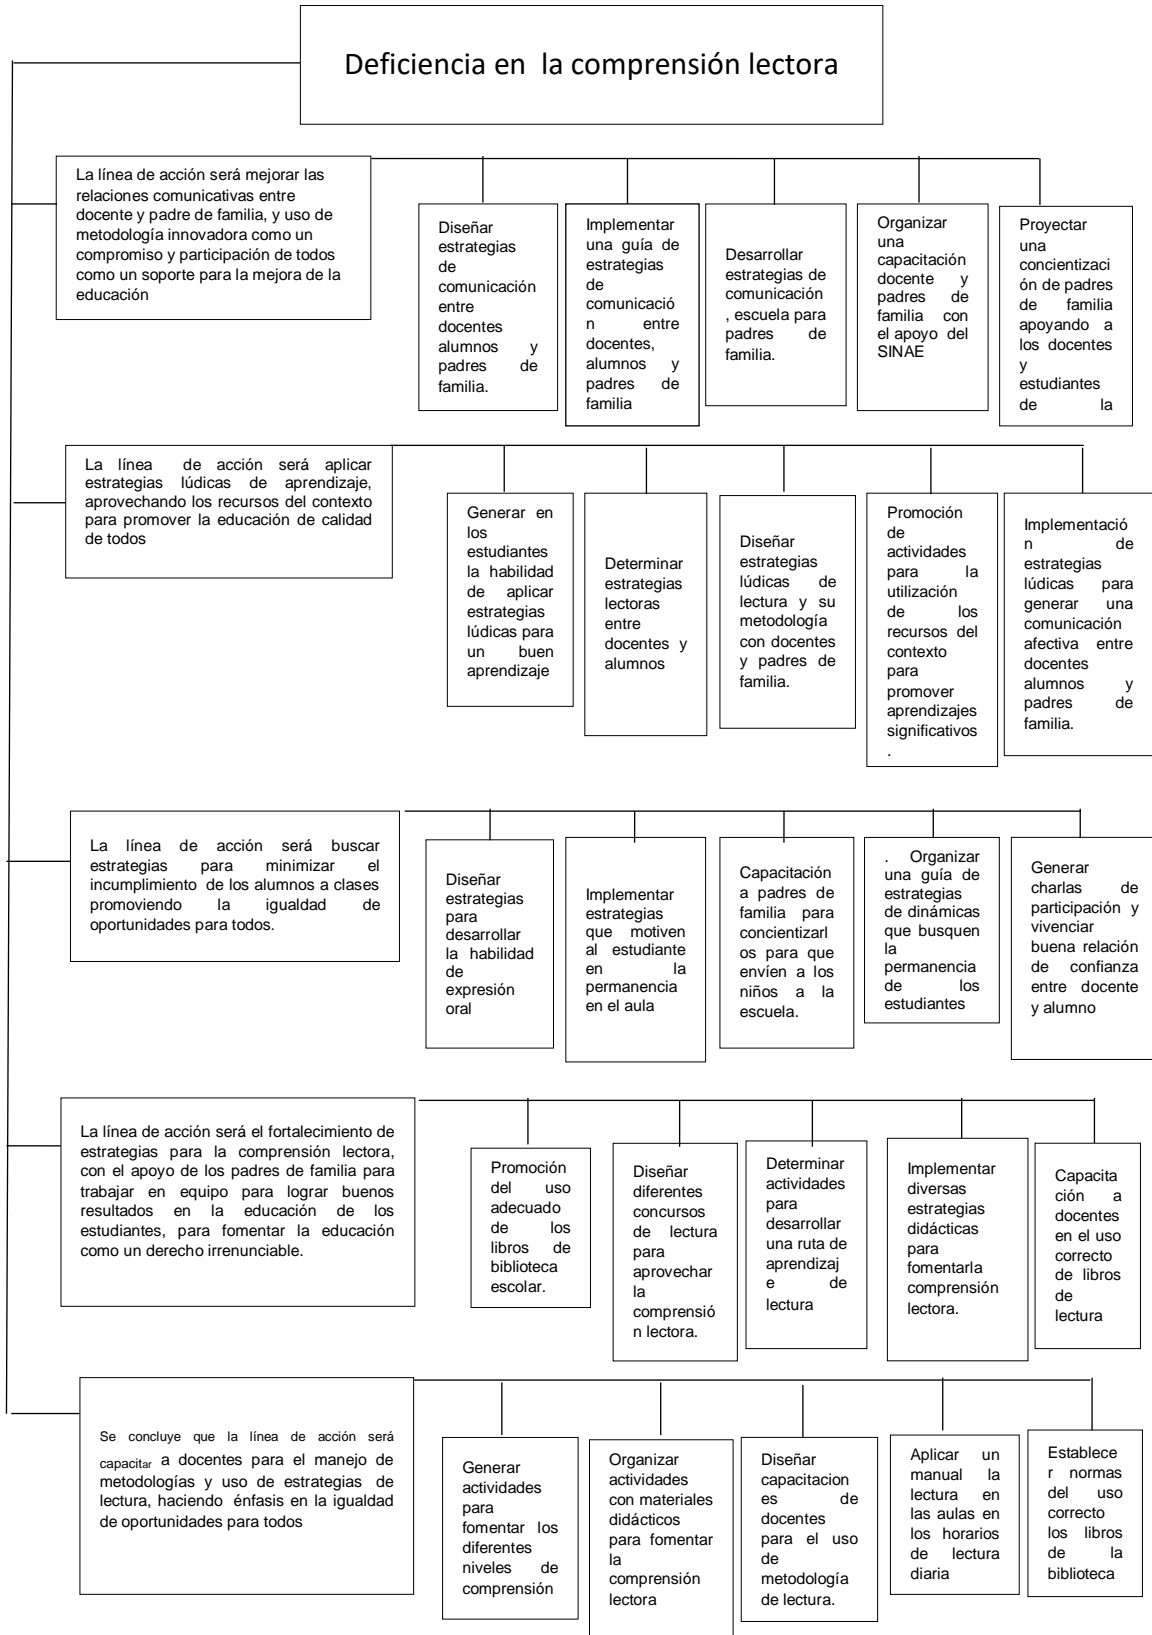 Deficiencia en la comprensión lectora
La línea de acción será mejorar las
relaciones comunicativas entre
docente y padre de familia, y uso de
metodología innovadora como un
compromiso y participación de todos
como un soporte para la mejora de la
educación
Diseñar
estrategias
de
comunicación
entre
docentes
alumnos y
padres de
familia.
Implementar
una guía de
estrategias
de
comunicació
n entre
docentes,
alumnos y
padres de
familia
Desarrollar
estrategias de
comunicación
, escuela para
padres de
familia.
Organizar
una
capacitación
docente y
padres de
familia con
el apoyo del
SINAE
Proyectar
una
concientizaci
ón de padres
de familia
apoyando a
los docentes
y
estudiantes
de la
La línea de acción será aplicar
estrategias lúdicas de aprendizaje,
aprovechando los recursos del contexto
para promover la educación de calidad
de todos
Generar en
los
estudiantes
la habilidad
de aplicar
estrategias
lúdicas para
un buen
aprendizaje
Determinar
estrategias
lectoras
entre
docentes y
alumnos
Diseñar
estrategias
lúdicas de
lectura y su
metodología
con docentes
y padres de
familia.
Promoción
de
actividades
para la
utilización
de los
recursos del
contexto
para
promover
aprendizajes
significativos
.
Implementació
n de
estrategias
lúdicas para
generar una
comunicación
afectiva entre
docentes
alumnos y
padres de
familia.
La línea de acción será buscar
estrategias para minimizar el
incumplimiento de los alumnos a clases
promoviendo la igualdad de
oportunidades para todos.
Diseñar
estrategias
para
desarrollar
la habilidad
de
expresión
oral
Implementar
estrategias
que motiven
al estudiante
en la
permanencia
en el aula
Capacitación
a padres de
familia para
concientizarl
os para que
envíen a los
niños a la
escuela.
. Organizar
una guía de
estrategias
de dinámicas
que busquen
la
permanencia
de los
estudiantes
Generar
charlas de
participación y
vivenciar
buena relación
de confianza
entre docente
y alumno
La línea de acción será el fortalecimiento de
estrategias para la comprensión lectora,
con el apoyo de los padres de familia para
trabajar en equipo para lograr buenos
resultados en la educación de los
estudiantes, para fomentar la educación
como un derecho irrenunciable.
Promoción
del uso
adecuado
de los
libros de
biblioteca
escolar.
Diseñar
diferentes
concursos
de lectura
para
aprovechar
la
comprensió
n lectora.
Determinar
actividades
para
desarrollar
una ruta de
aprendizaj
e de
lectura
Implementar
diversas
estrategias
didácticas
para
fomentarla
comprensión
lectora.
Capacita
ción a
docentes
en el uso
correcto
de libros
de
lectura
Se concluye que la línea de acción será
capacitar a docentes para el manejo de
metodologías y uso de estrategias de
lectura, haciendo énfasis en la igualdad
de oportunidades para todos
Generar
actividades
para
fomentar los
diferentes
niveles de
comprensión
Organizar
actividades
con materiales
didácticos
para fomentar
la
comprensión
lectora
Diseñar
capacitacion
es de
docentes
para el uso
de
metodología
de lectura.
Aplicar un
manual la
lectura en
las aulas en
los horarios
de lectura
diaria
Establece
r normas
del uso
correcto
los libros
de la
biblioteca